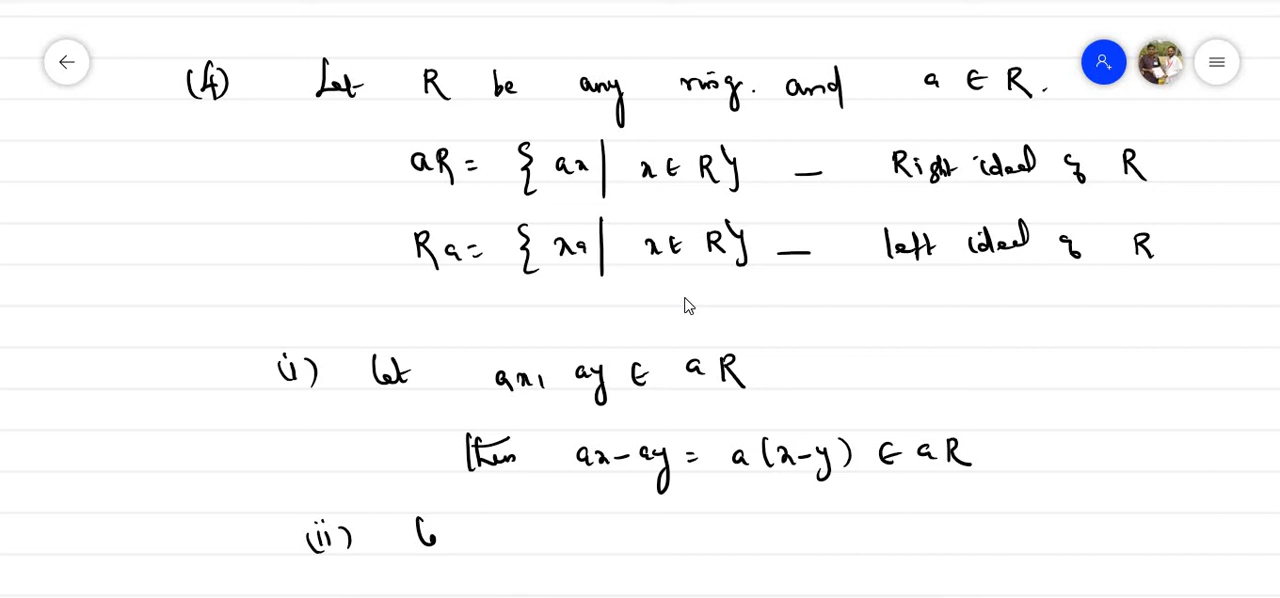 (4) Let R be any ring. and a ∈ R.
aR = { ax | x ∈ R } — Right ideal of R
Ra = { xa | x ∈ R } — left ideal of R
(i) Let ax, ay ∈ aR
then ax - ay = a(x-y) ∈ aR
(ii) L